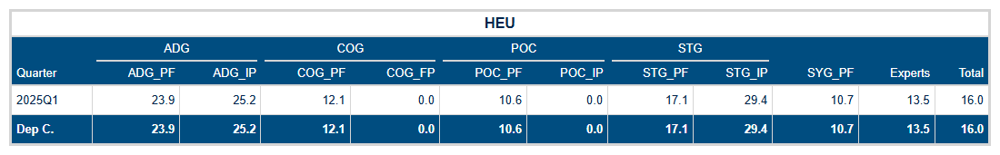 HEU
ADG COG POC STG
Quarter ADG_PF ADG_IP COG_PF COG_FP POC_PF POC_IP STG_PF STG_IP SYG_PF Experts Total
2025Q1 23.9 25.2 12.1 0.0 10.6 0.0 17.1 29.4 10.7 13.5 16.0
Dep C. 23.9 25.2 12.1 0.0 10.6 0.0 17.1 29.4 10.7 13.5 16.0